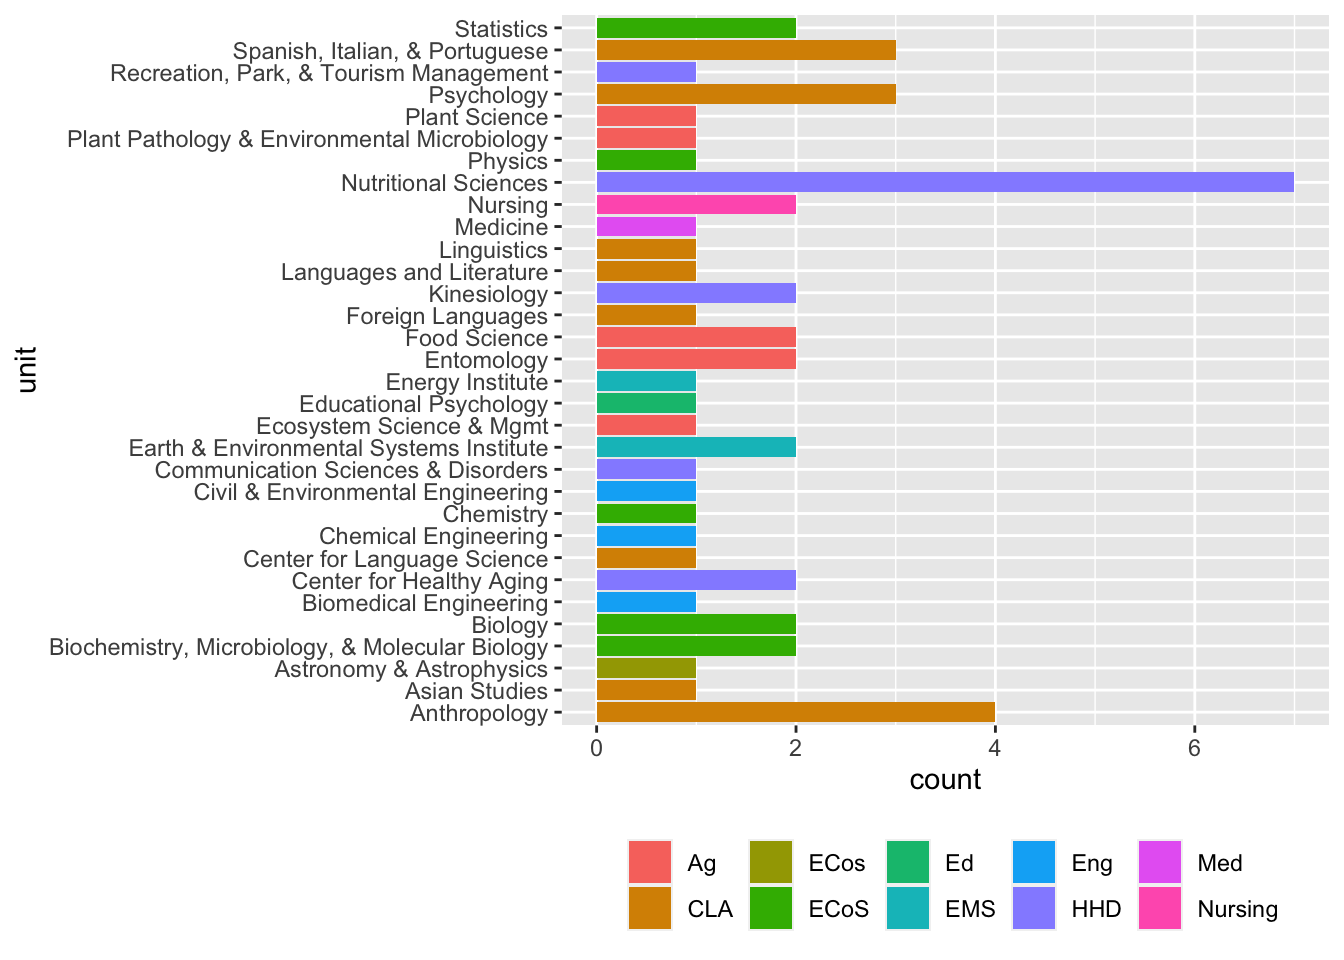 Statistics
Spanish, Italian, & Portuguese
Recreation, Park, & Tourism Management
Psychology
Plant Science
Plant Pathology & Environmental Microbiology
Physics
Nutritional Sciences
Nursing
Medicine
Linguistics
Languages and Literature
Kinesiology
Foreign Languages
Food Science
Entomology
Energy Institute
Educational Psychology
Ecosystem Science & Mgmt
Earth & Environmental Systems Institute
Communication Sciences & Disorders
Civil & Environmental Engineering
Chemistry
Chemical Engineering
Center for Language Science
Center for Healthy Aging
Biomedical Engineering
Biology
Biochemistry, Microbiology, & Molecular Biology
Astronomy & Astrophysics
Asian Studies
Anthropology
unit
0 2 4 6
count
Ag ECos Ed Eng Med
CLA ECoS EMS HHD Nursing